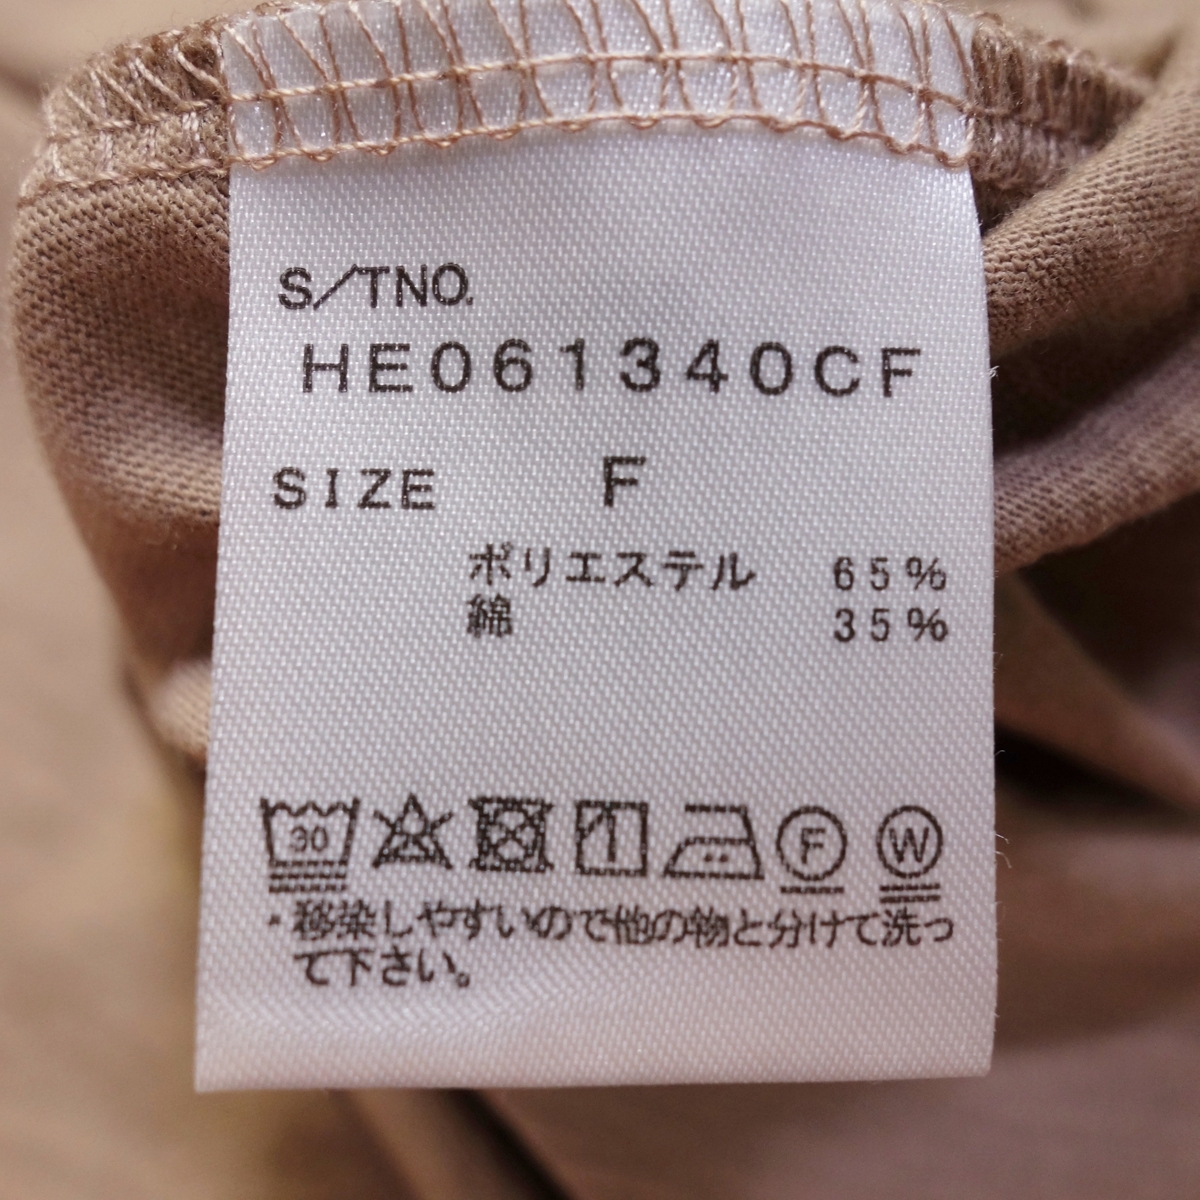 S/TNO.
HE061340CF
SIZE F
ポリエステル 65%
綿 35%
30 F W
・移染しやすいので他の物と分けて洗っ
て下さい。